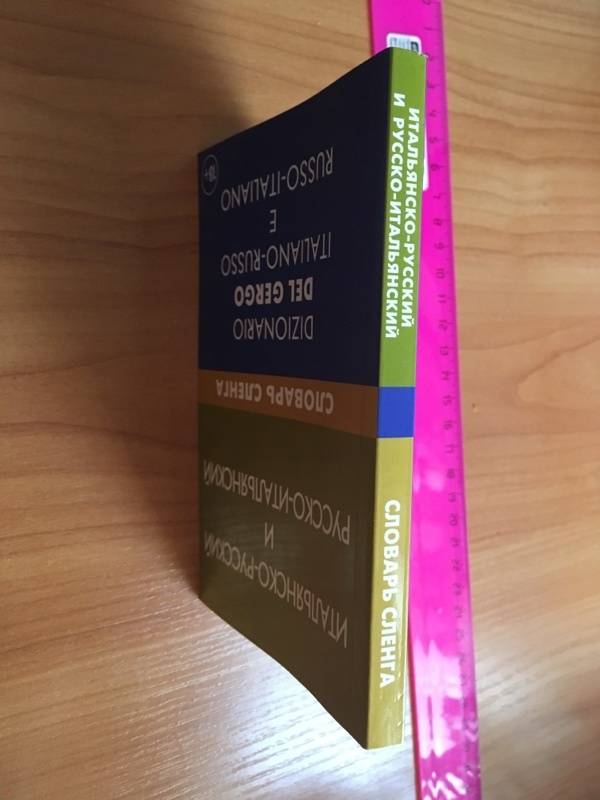 ИТАЛЬЯНСКО-РУССКИЙ
И
РУССКО-ИТАЛЬЯНСКИЙ
СЛОВАРЬ СЛЕНГА
DIZIONARIO
DEL GERGO
ITALIANO-RUSSO
E
RUSSO-ITALIANO
ИТАЛЬЯНСКО-РУССКИЙ
И РУССКО-ИТАЛЬЯНСКИЙ
СЛОВАРЬ СЛЕНГА